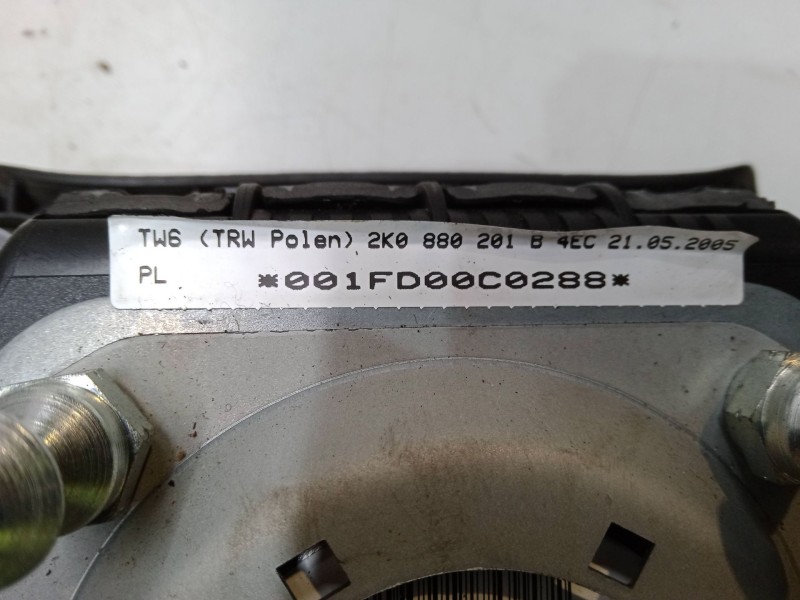 TW6 (TRW Polen) 2K0 880 201 B 4EC 21.05.2005
PL *001FD00C0288*